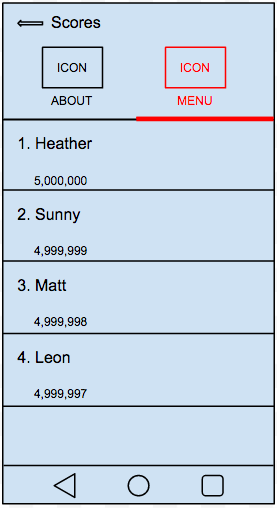 Scores
ICON
ICON
ABOUT
MENU
1. Heather
5,000,000
2. Sunny
4,999,999
3. Matt
4,999,998
4. Leon
4,999,997